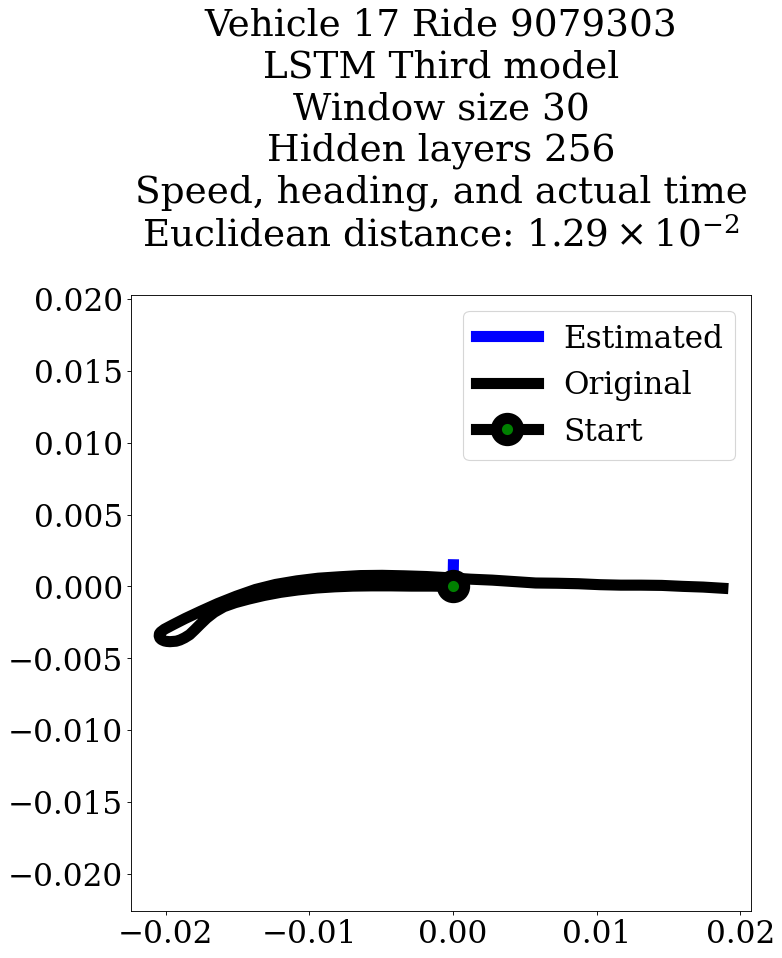 Vehicle 17 Ride 9079303
LSTM Third model
Window size 30
Hidden layers 256
Speed, heading, and actual time
Euclidean distance: 1.29 × 10⁻²
Estimated
Original
Start
0.020
0.015
0.010
0.005
0.000
−0.005
−0.010
−0.015
−0.020
−0.02 −0.01 0.00 0.01 0.02